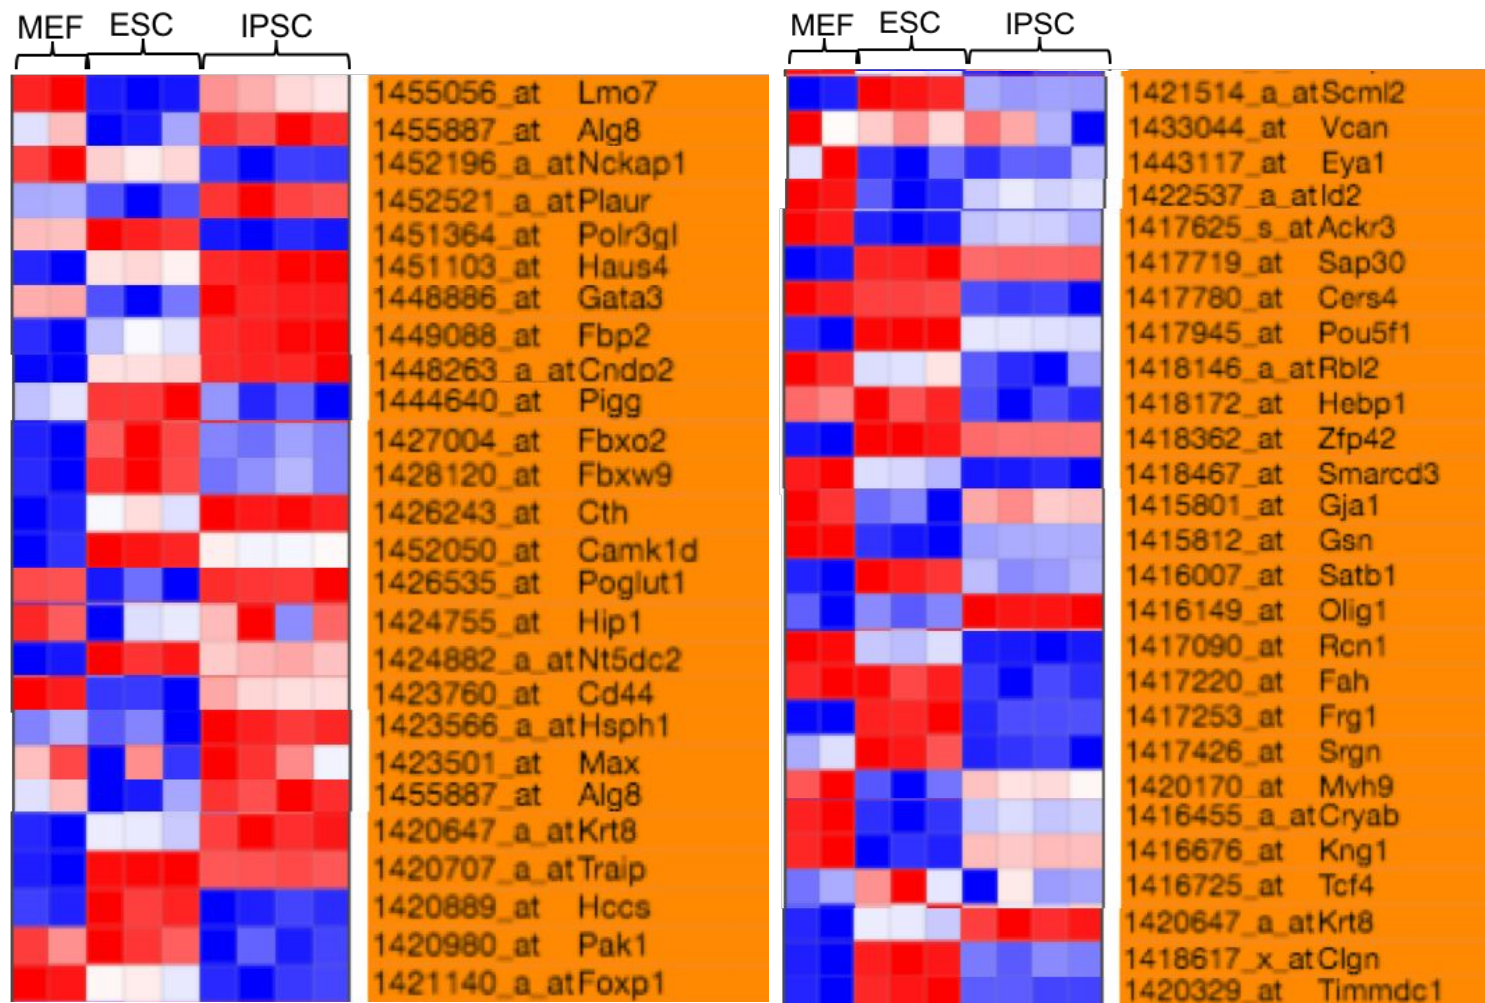 MEF ESC IPSC
1455056_at Lmo7
1455887_at Alg8
1452196_a_at Nckap1
1452521_a_at Plaur
1451364_at Polr3gl
1451103_at Haus4
1448886_at Gata3
1449088_at Fbp2
1448263_a_at Cndp2
1444640_at Pigg
1427004_at Fbxo2
1428120_at Fbxw9
1426243_at Cth
1452050_at Camk1d
1426535_at Poglut1
1424755_at Hip1
1424882_a_at Nt5dc2
1423760_at Cd44
1423566_a_at Hsph1
1423501_at Max
1455887_at Alg8
1420647_a_at Krt8
1420707_a_at Traip
1420889_at Hccs
1420980_at Pak1
1421140_a_at Foxp1
MEF ESC IPSC
1421514_a_at Scml2
1433044_at Vcan
1443117_at Eya1
1422537_a_at Id2
1417625_s_at Ackr3
1417719_at Sap30
1417780_at Cers4
1417945_at Pou5f1
1418146_a_at Rbl2
1418172_at Hebp1
1418362_at Zfp42
1418467_at Smarcd3
1415801_at Gja1
1415812_at Gsn
1416007_at Satb1
1416149_at Olig1
1417090_at Rcn1
1417220_at Fah
1417253_at Frg1
1417426_at Srgn
1420170_at Myh9
1416455_a_at Cryab
1416676_at Kng1
1416725_at Tcf4
1420647_a_at Krt8
1418617_x_at Clgn
1420329_at Timmdc1